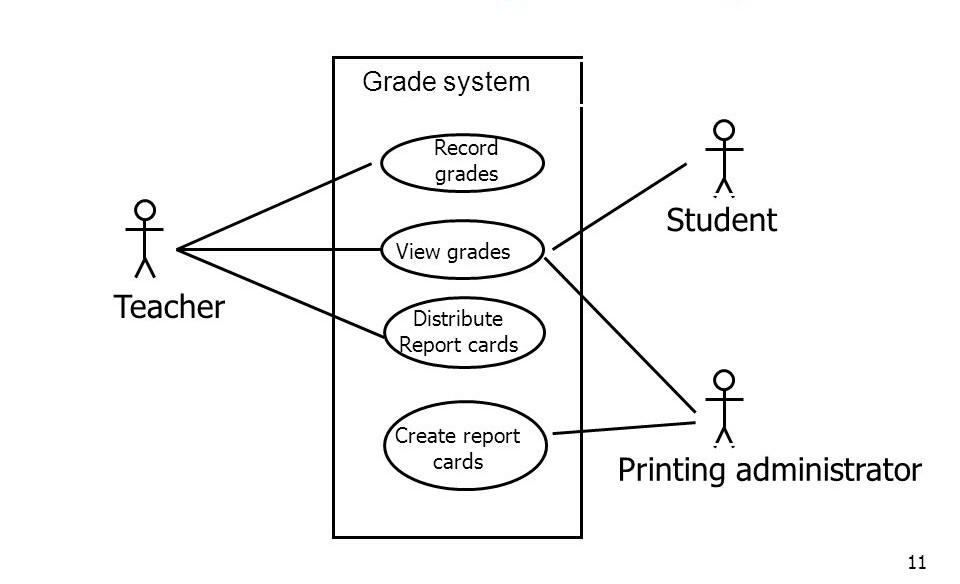 Grade system
Record
grades
View grades
Distribute
Report cards
Create report
cards
Teacher
Student
Printing administrator
11